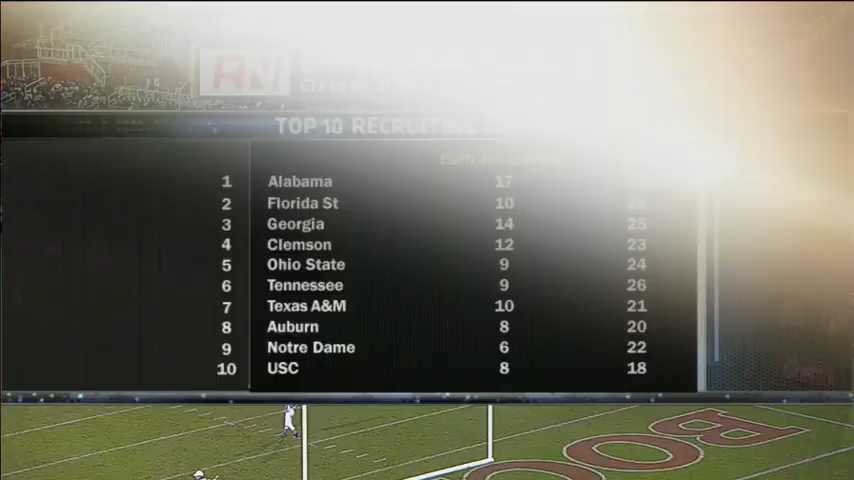 RN
TOP 10 RECRUITING
ESPN
1 Alabama 17
2 Florida St 10
3 Georgia 14 25
4 Clemson 12 23
5 Ohio State 9 24
6 Tennessee 9 26
7 Texas A&M 10 21
8 Auburn 8 20
9 Notre Dame 6 22
10 USC 8 18
BO